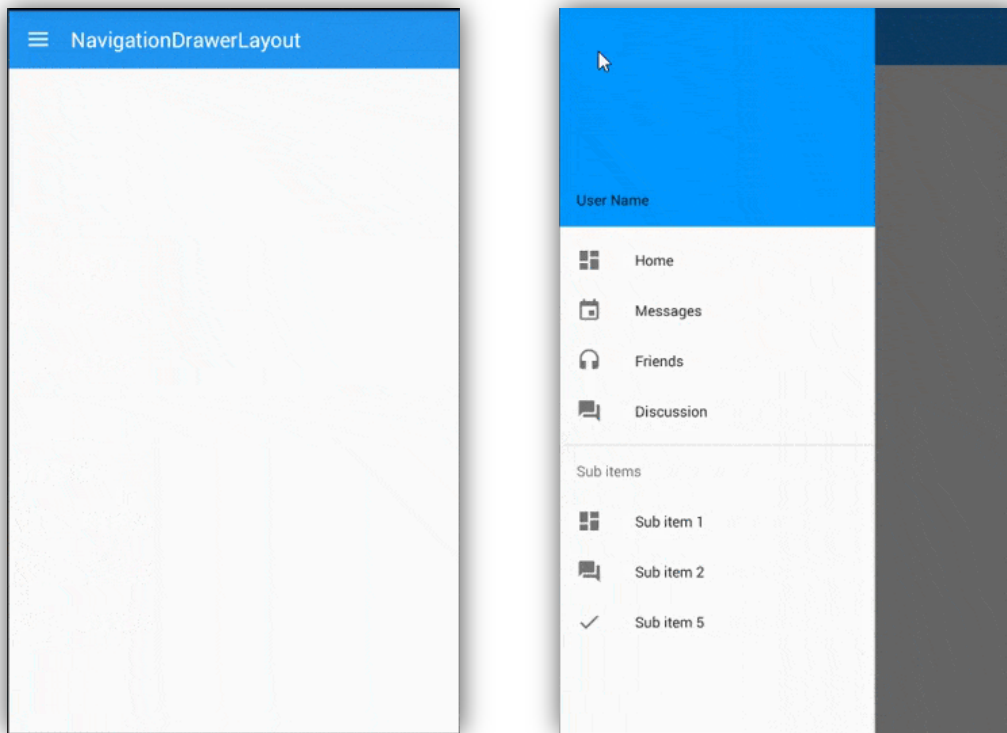 NavigationDrawerLayout
User Name
Home
Messages
Friends
Discussion
Sub items
Sub item 1
Sub item 2
Sub item 5